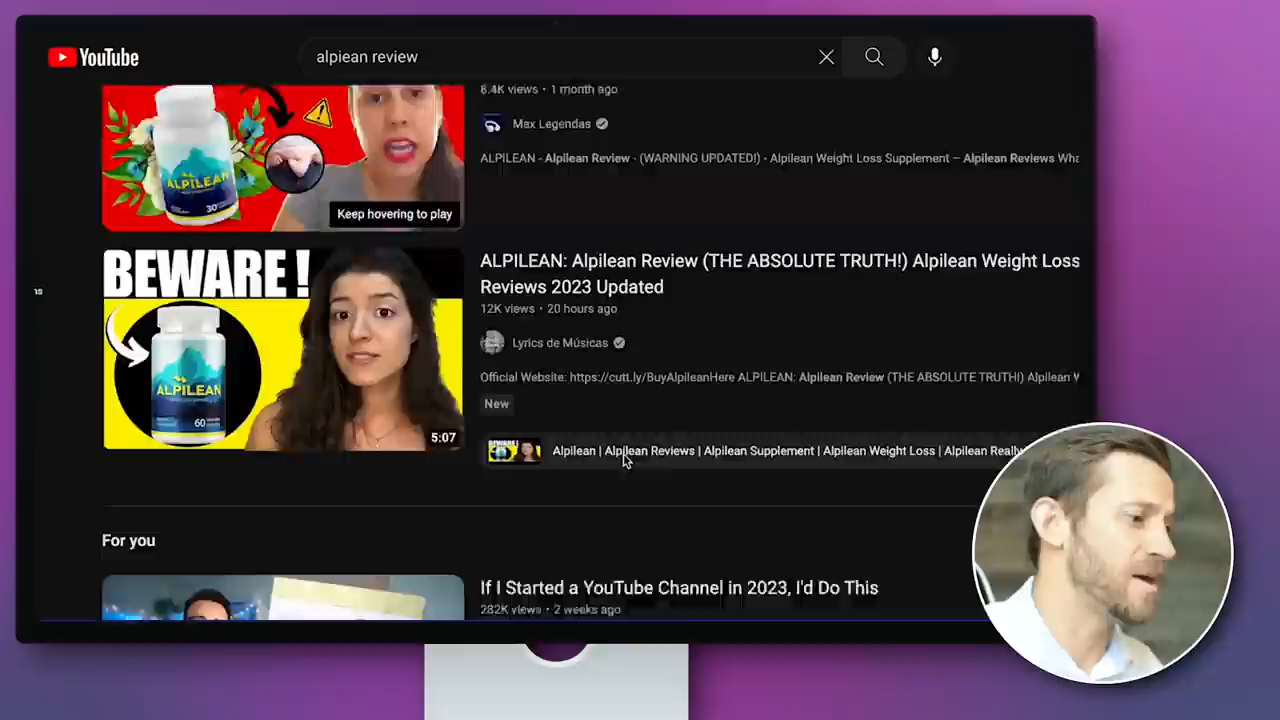 YouTube
alpiean review
8.4K views • 1 month ago
Max Legendas
ALPILEAN - Alpilean Review - (WARNING UPDATED!) - Alpilean Weight Loss Supplement – Alpilean Reviews Wha
ALPILEAN
30
Keep hovering to play
BEWARE!
ALPILEAN
60
5:07
ALPILEAN: Alpilean Review (THE ABSOLUTE TRUTH!) Alpilean Weight Loss
Reviews 2023 Updated
12K views • 20 hours ago
Lyrics de Músicas
Official Website: https://cutt.ly/BuyAlpileanHere ALPILEAN: Alpilean Review (THE ABSOLUTE TRUTH!) Alpilean
New
BEWARE!
Alpilean | Alpilean Reviews | Alpilean Supplement | Alpilean Weight Loss | Alpilean Really
ns
For you
If I Started a YouTube Channel in 2023, I'd Do This
282K views • 2 weeks ago